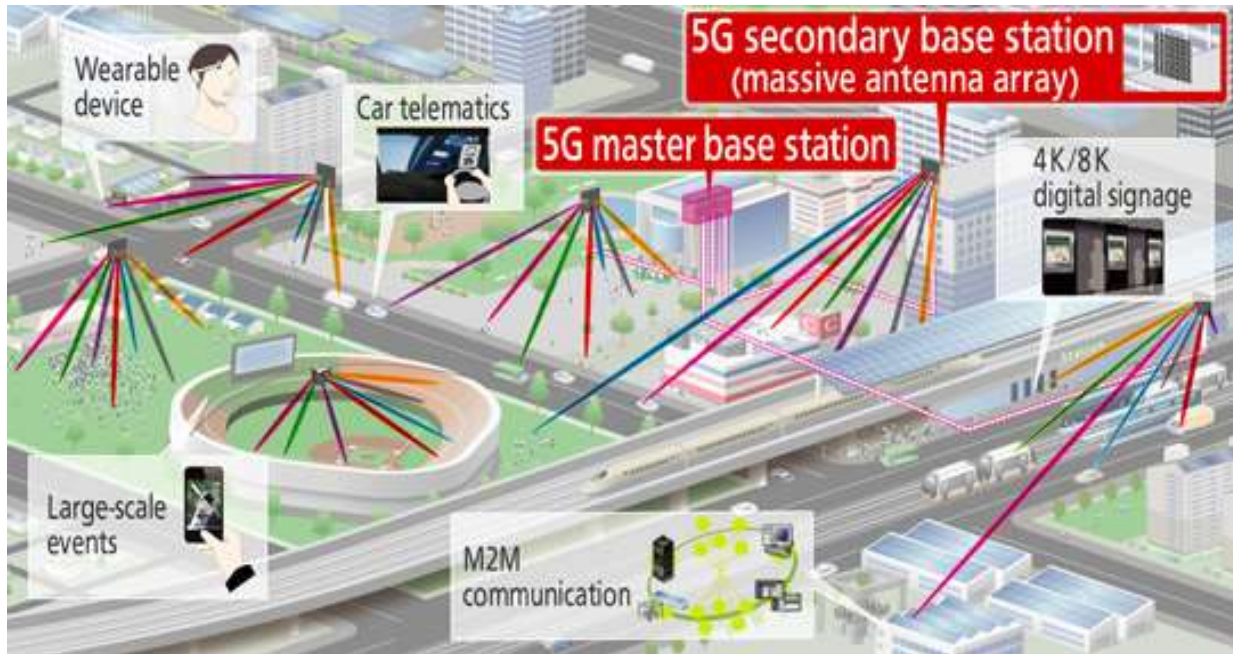 Wearable
device
Car telematics
5G secondary base station
(massive antenna array)
5G master base station
4K/8K
digital signage
Large-scale
events
M2M
communication